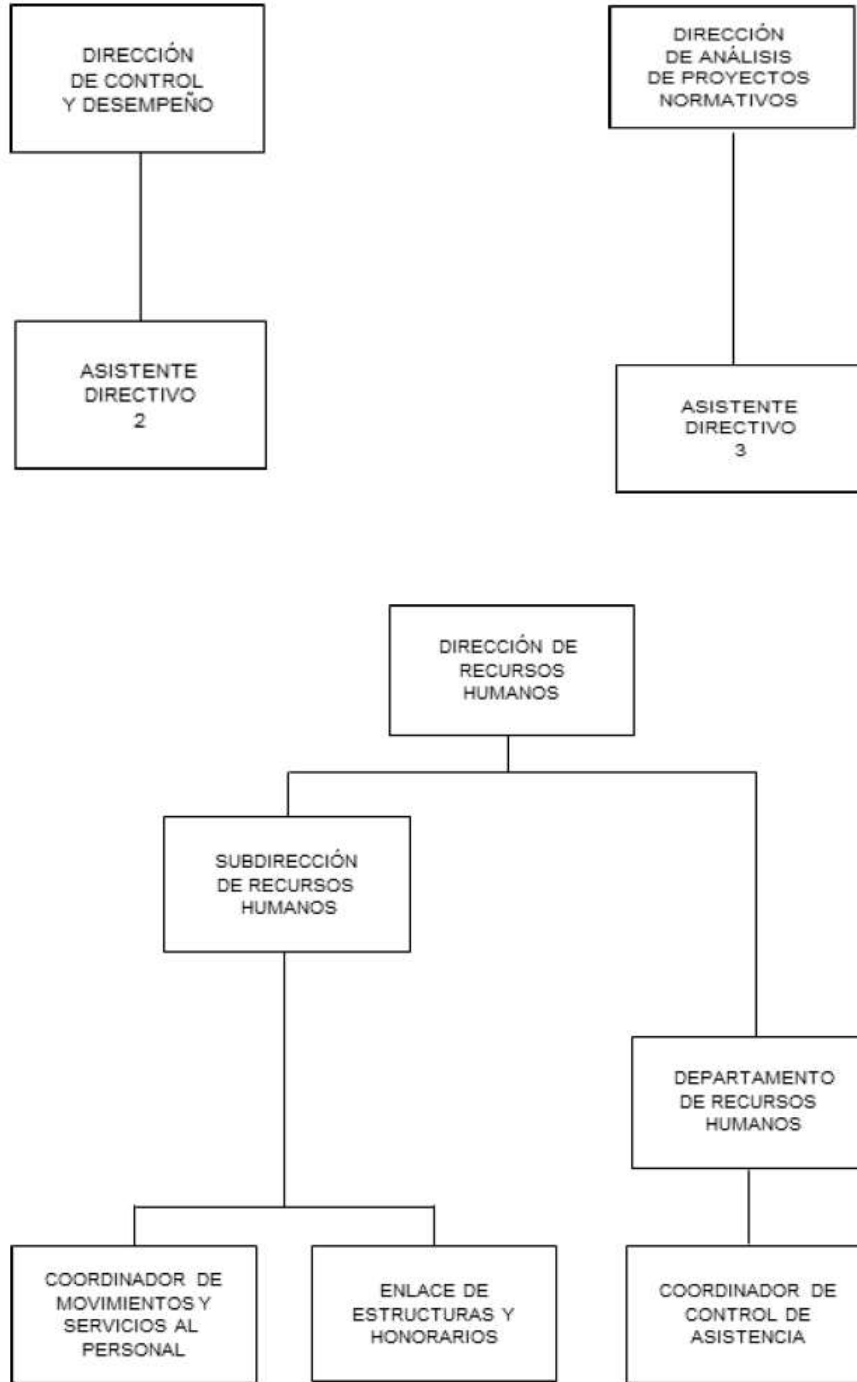 DIRECCIÓN
DE CONTROL
Y DESEMPEÑO
DIRECCIÓN
DE ANÁLISIS
DE PROYECTOS
NORMATIVOS
ASISTENTE
DIRECTIVO
2
ASISTENTE
DIRECTIVO
3
DIRECCIÓN DE
RECURSOS
HUMANOS
SUBDIRECCIÓN
DE RECURSOS
HUMANOS
DEPARTAMENTO
DE RECURSOS
HUMANOS
COORDINADOR DE
MOVIMIENTOS Y
SERVICIOS AL
PERSONAL
ENLACE DE
ESTRUCTURAS Y
HONORARIOS
COORDINADOR DE
CONTROL DE
ASISTENCIA